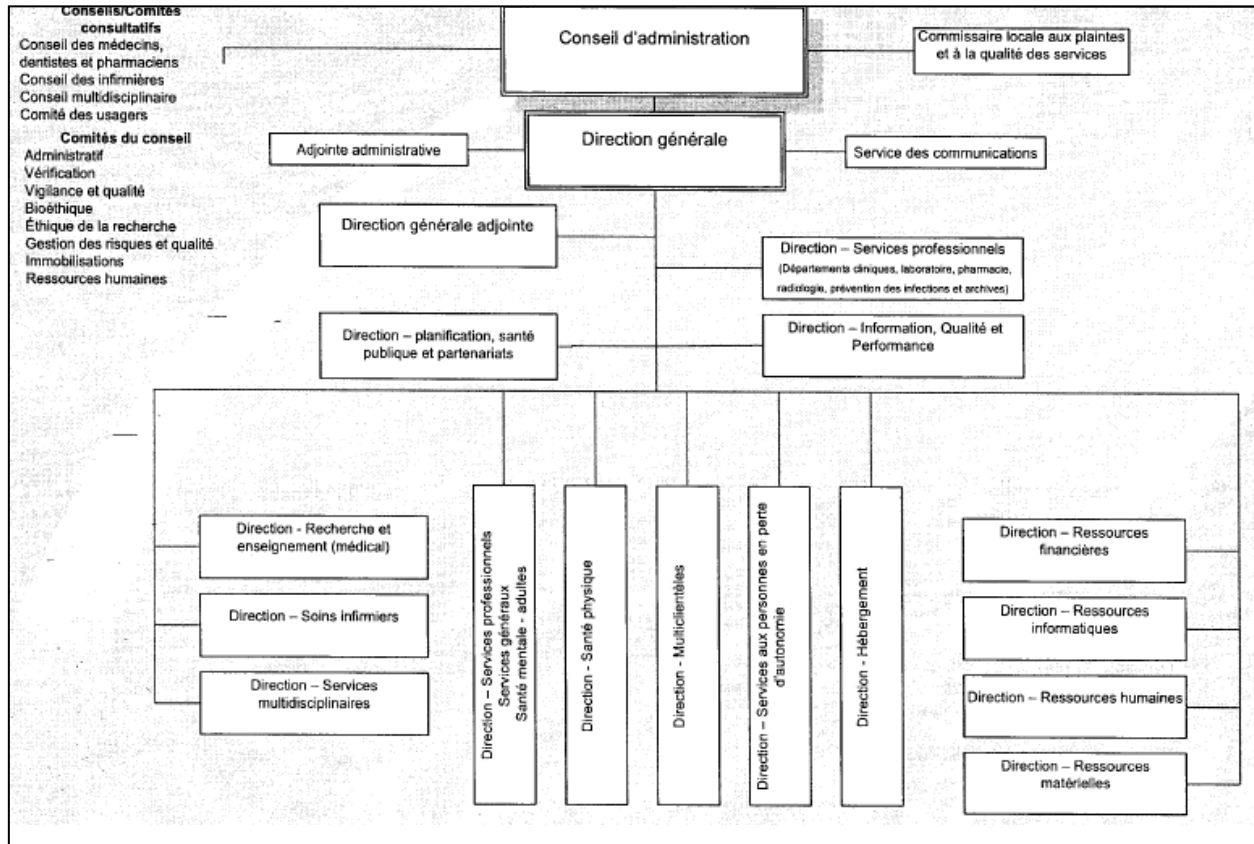 Conseils/Comités
consultatifs
Conseil des médecins,
dentistes et pharmaciens
Conseil des infirmières
Conseil multidisciplinaire
Comité des usagers
Comités du conseil
Administratif
Vérification
Vigilance et qualité
Bioéthique
Éthique de la recherche
Gestion des risques et qualité
Immobilisations
Ressources humaines
Conseil d'administration
Commissaire locale aux plaintes
et à la qualité des services
Direction générale
Adjointe administrative
Service des communications
Direction générale adjointe
Direction – Services professionnels
(Départements cliniques, laboratoire, pharmacie,
radiologie, prévention des infections et archives)
Direction – planification, santé
publique et partenariats
Direction – Information, Qualité et
Performance
Direction - Recherche et
enseignement (médical)
Direction – Soins infirmiers
Direction – Services
multidisciplinaires
Direction – Services professionnels
Services généraux
Santé mentale - adultes
Direction - Santé physique
Direction - Multiclientèles
Direction - Services aux personnes en perte
d'autonomie
Direction - Hébergement
Direction – Ressources
financières
Direction – Ressources
informatiques
Direction – Ressources humaines
Direction – Ressources
matérielles